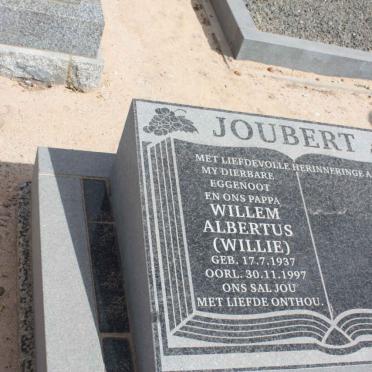 JOUBERT
MET LIEFDEVOLLE HERINNERINGE A
MY DIERBARE
EGGENOOT
EN ONS PAPPA
WILLEM
ALBERTUS
(WILLIE)
GEB. 17.7.1937
OORL. 30.11.1997
ONS SAL JOU
MET LIEFDE ONTHOU.